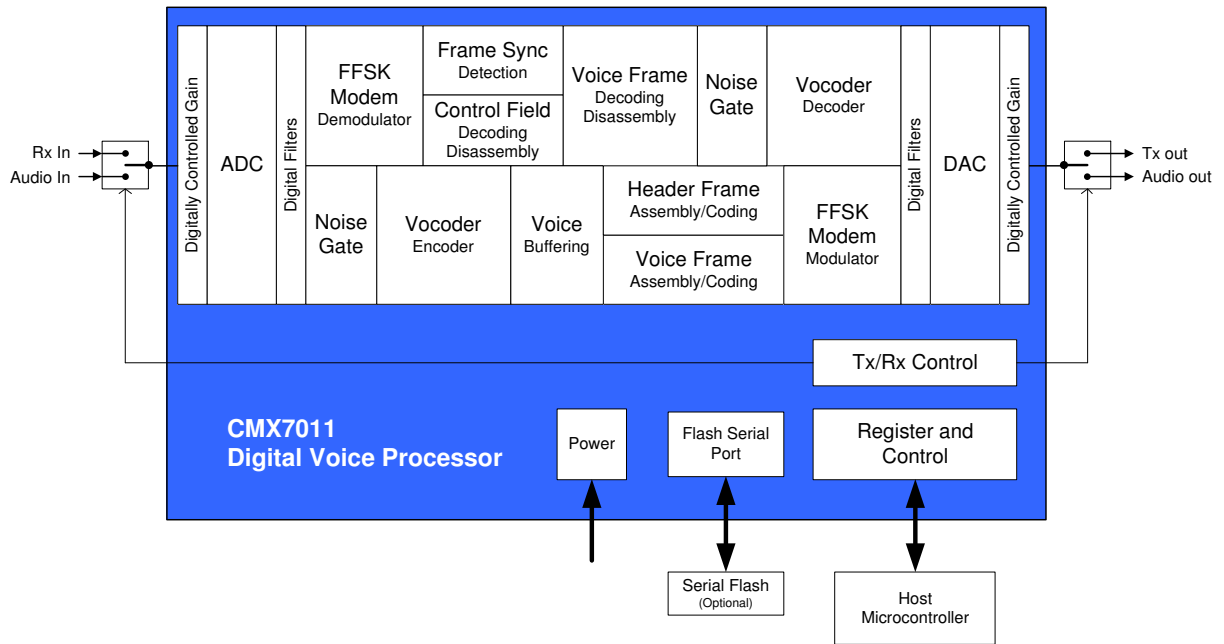 Digitally Controlled Gain
ADC
Digital Filters
FFSK
Modem
Demodulator
Frame Sync
Detection
Control Field
Decoding
Disassembly
Voice Frame
Decoding
Disassembly
Noise
Gate
Vocoder
Decoder
Digital Filters
DAC
Digitally Controlled Gain
Rx In
Audio In
Tx out
Audio out
Noise
Gate
Vocoder
Encoder
Voice
Buffering
Header Frame
Assembly/Coding
Voice Frame
Assembly/Coding
FFSK
Modem
Modulator
Tx/Rx Control
CMX7011
Digital Voice Processor
Power
Flash Serial
Port
Register and
Control
Serial Flash
(Optional)
Host
Microcontroller